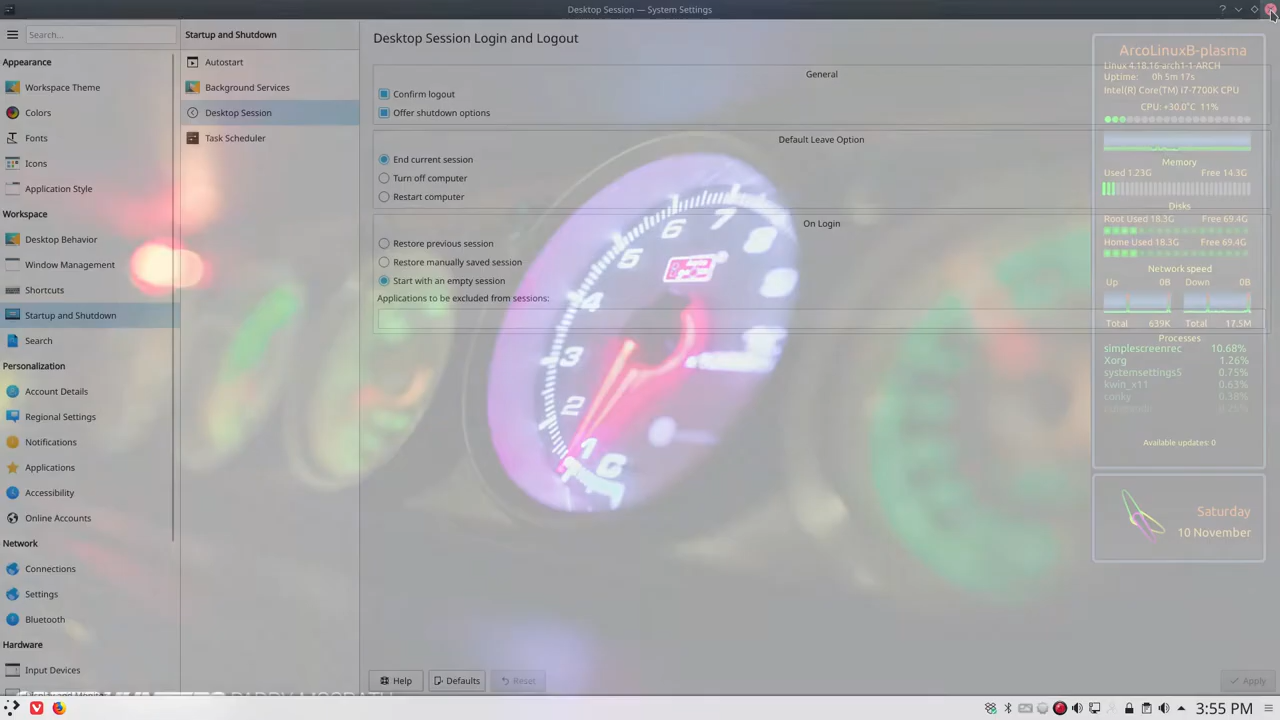 Desktop Session — System Settings
Search...
Appearance
Workspace Theme
Colors
Fonts
Icons
Application Style
Workspace
Desktop Behavior
Window Management
Shortcuts
Startup and Shutdown
Search
Personalization
Account Details
Regional Settings
Notifications
Applications
Accessibility
Online Accounts
Network
Connections
Settings
Bluetooth
Hardware
Input Devices
Startup and Shutdown
Autostart
Background Services
Desktop Session
Task Scheduler
Desktop Session Login and Logout
General
Confirm logout
Offer shutdown options
Default Leave Option
End current session
Turn off computer
Restart computer
On Login
Restore previous session
Restore manually saved session
Start with an empty session
Applications to be excluded from sessions:
Help
Defaults
Reset
Apply
ArcoLinuxB-plasma
Linux 4.18.16-arch1-1-ARCH
Uptime: 0h 5m 17s
Intel(R) Core(TM) i7-7700K CPU
CPU: +30.0°C 11%
Memory
Used 1.23G Free 14.3G
Disks
Root Used 18.3G Free 69.4G
Home Used 18.3G Free 69.4G
Network speed
Up 0B Down 0B
Total 639K Total 17.5M
Processes
simplescreenrec 10.68%
Xorg 1.26%
systemsettings5 0.75%
kwin_x11 0.63%
conky 0.38%
Available updates: 0
Saturday
10 November
1
2
3
4
5
6
7
8
3:55 PM